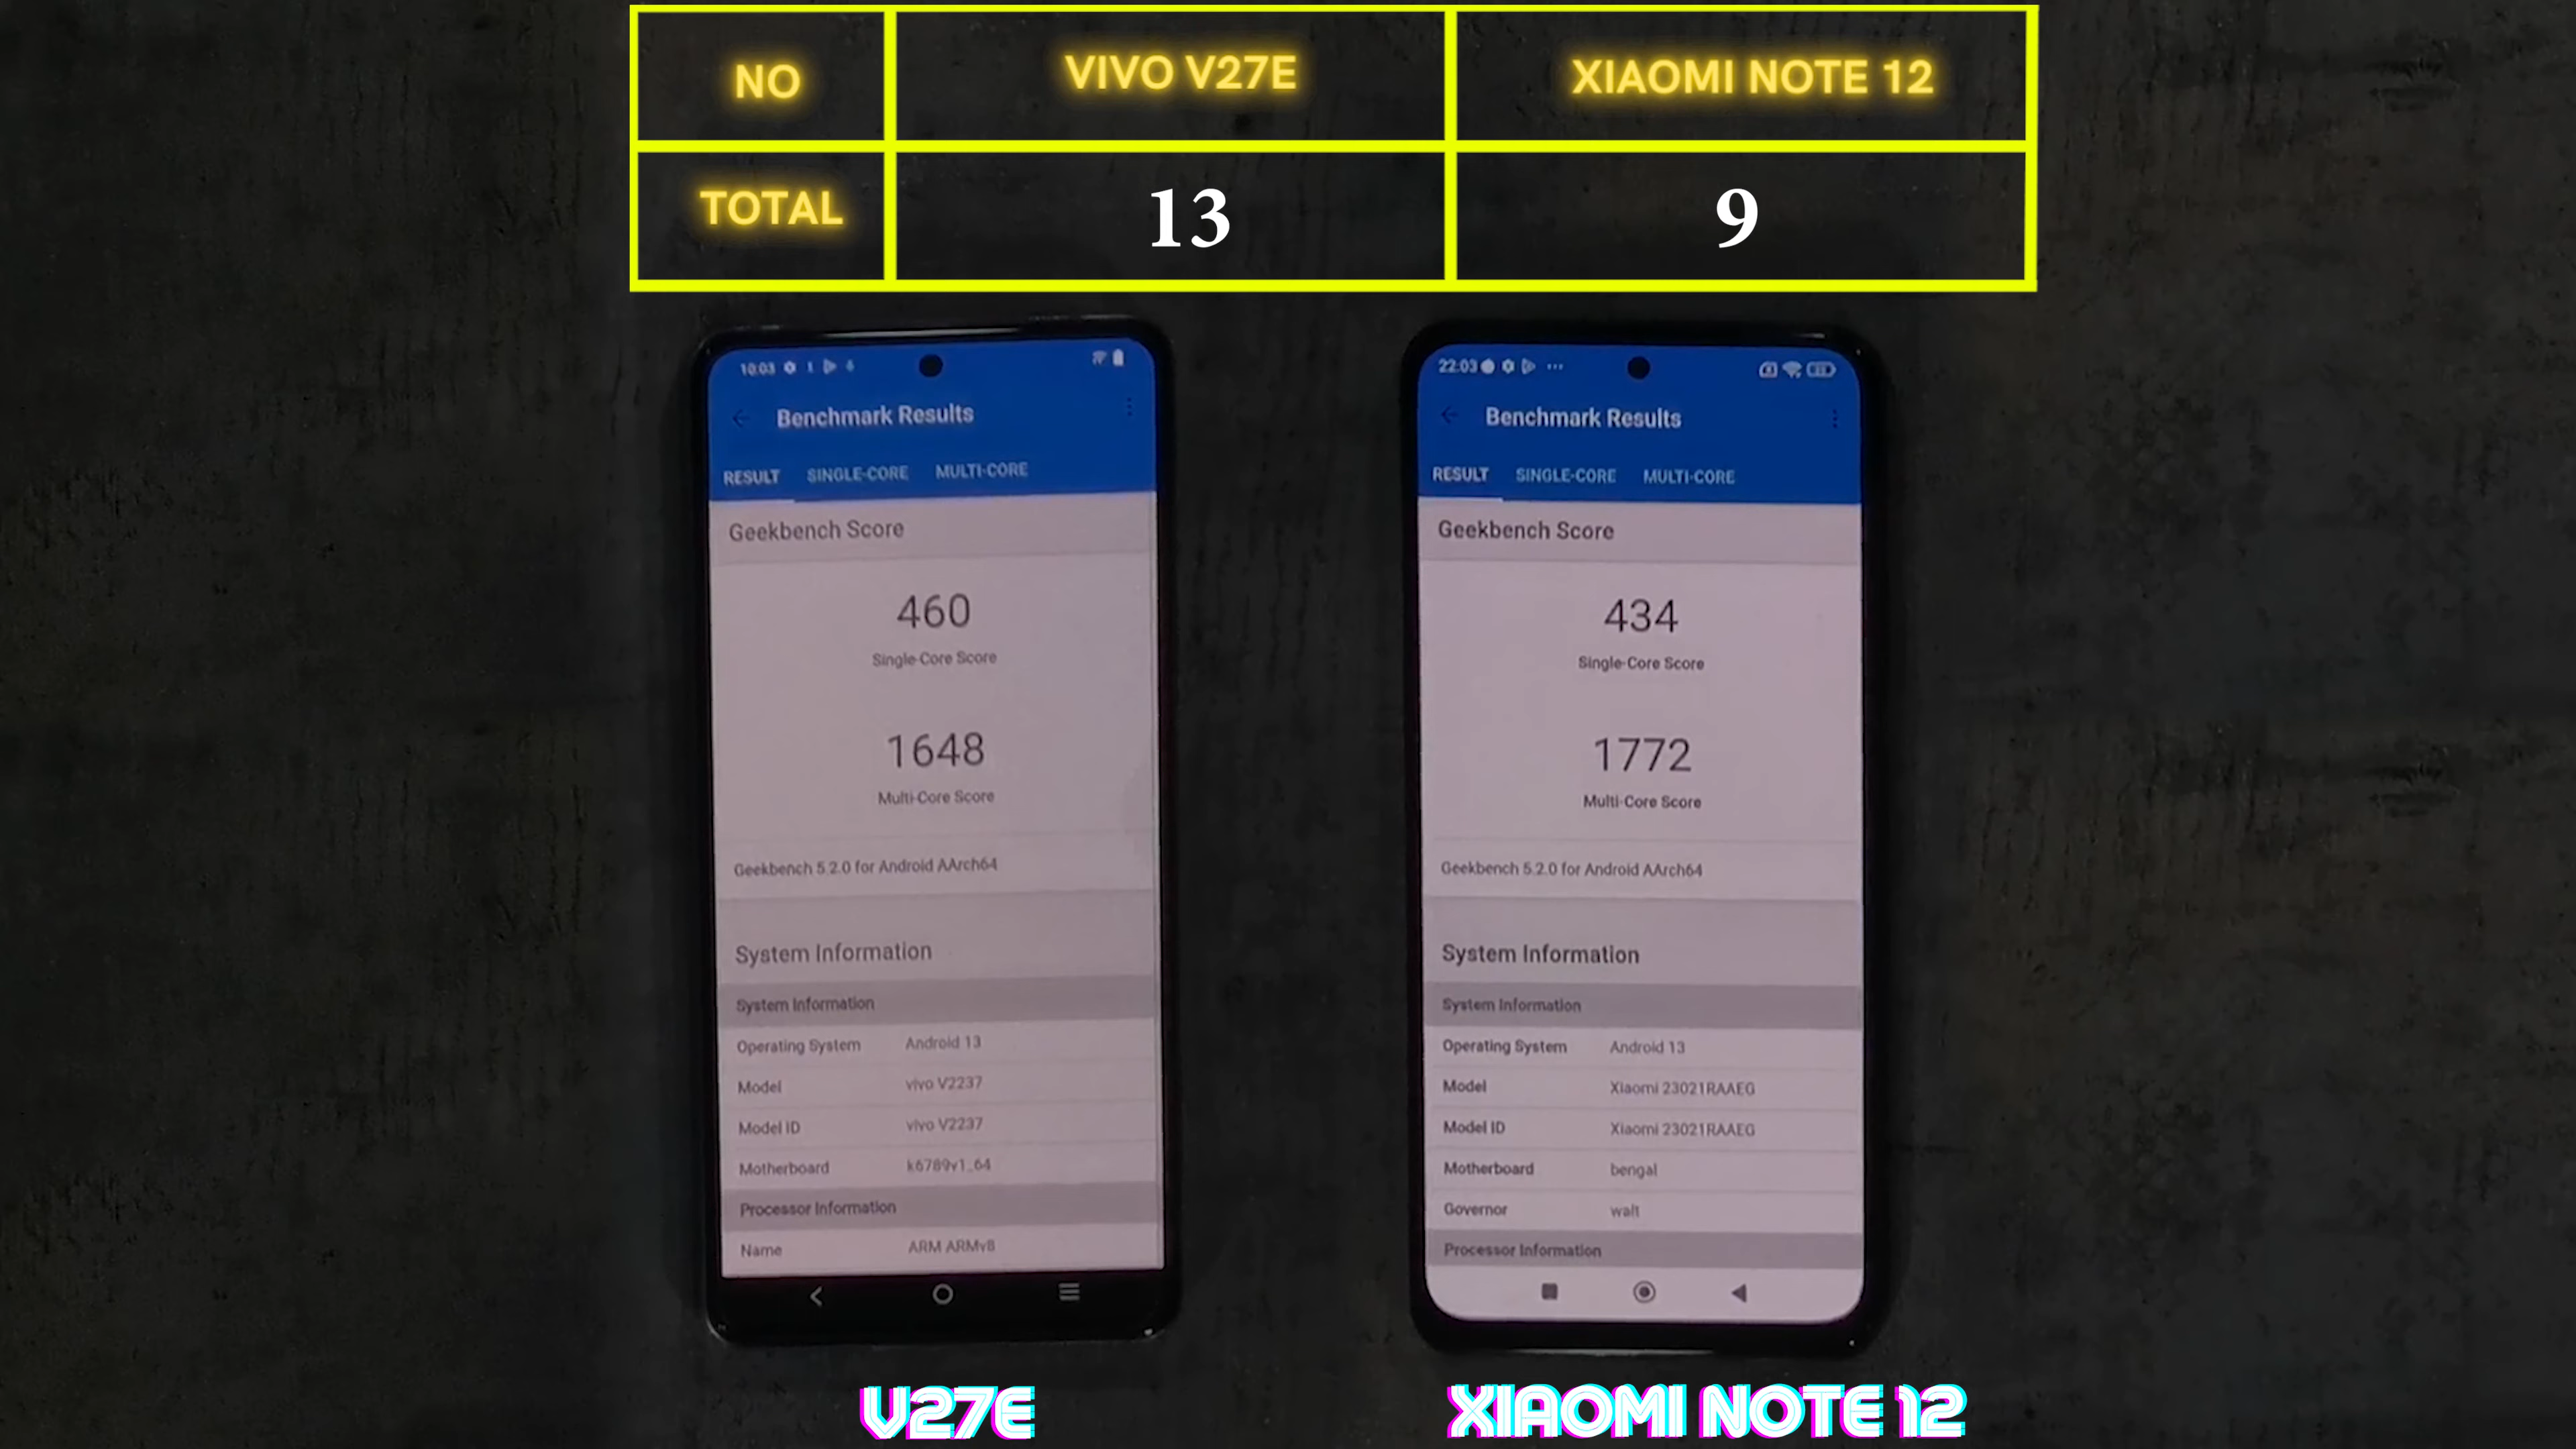 NO VIVO V27E XIAOMI NOTE 12
TOTAL 13 9
10:03
Benchmark Results
RESULT SINGLE-CORE MULTI-CORE
Geekbench Score
460
Single-Core Score
1648
Multi-Core Score
Geekbench 5.2.0 for Android AArch64
System Information
System Information
Operating System Android 13
Model vivo V2237
Model ID vivo V2237
Motherboard k6789v1_64
Processor Information
Name ARM ARMv8
22:03
Benchmark Results
RESULT SINGLE-CORE MULTI-CORE
Geekbench Score
434
Single-Core Score
1772
Multi-Core Score
Geekbench 5.2.0 for Android AArch64
System Information
System Information
Operating System Android 13
Model Xiaomi 23021RAAEG
Model ID Xiaomi 23021RAAEG
Motherboard bengal
Governor walt
Processor Information
V27E
XIAOMI NOTE 12